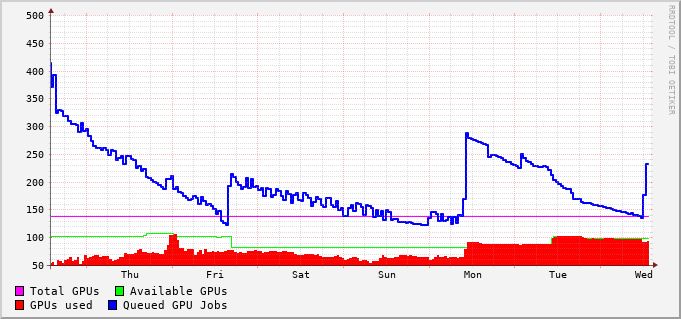 500
450
400
350
300
250
200
150
100
50
Thu Fri Sat Sun Mon Tue Wed
Total GPUs Available GPUs
GPUs used Queued GPU Jobs
RRDTOOL / TOBI OETIKER